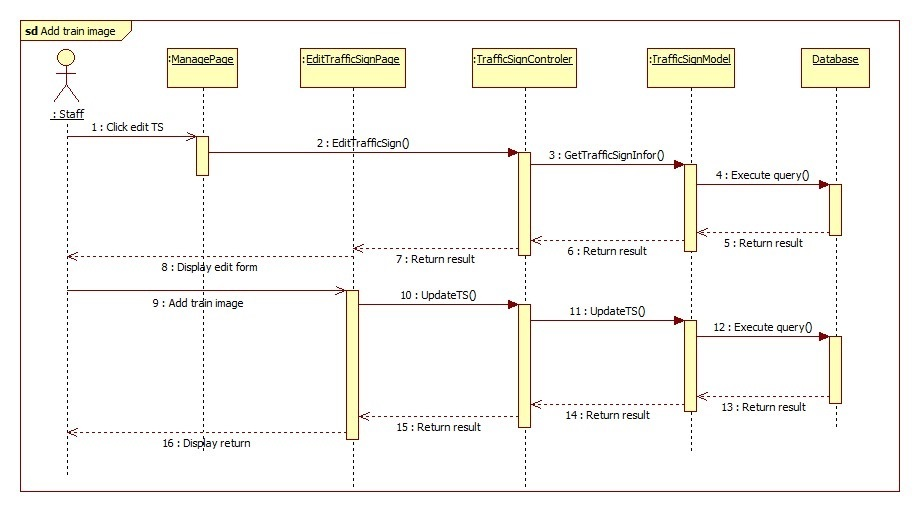 sd Add train image
:ManagePage
:EditTrafficSignPage
:TrafficSignControler
:TrafficSignModel
Database
: Staff
1 : Click edit TS
2 : EditTrafficSign()
3 : GetTrafficSignInfor()
4 : Execute query()
5 : Return result
6 : Return result
7 : Return result
8 : Display edit form
9 : Add train image
10 : UpdateTS()
11 : UpdateTS()
12 : Execute query()
13 : Return result
14 : Return result
15 : Return result
16 : Display return